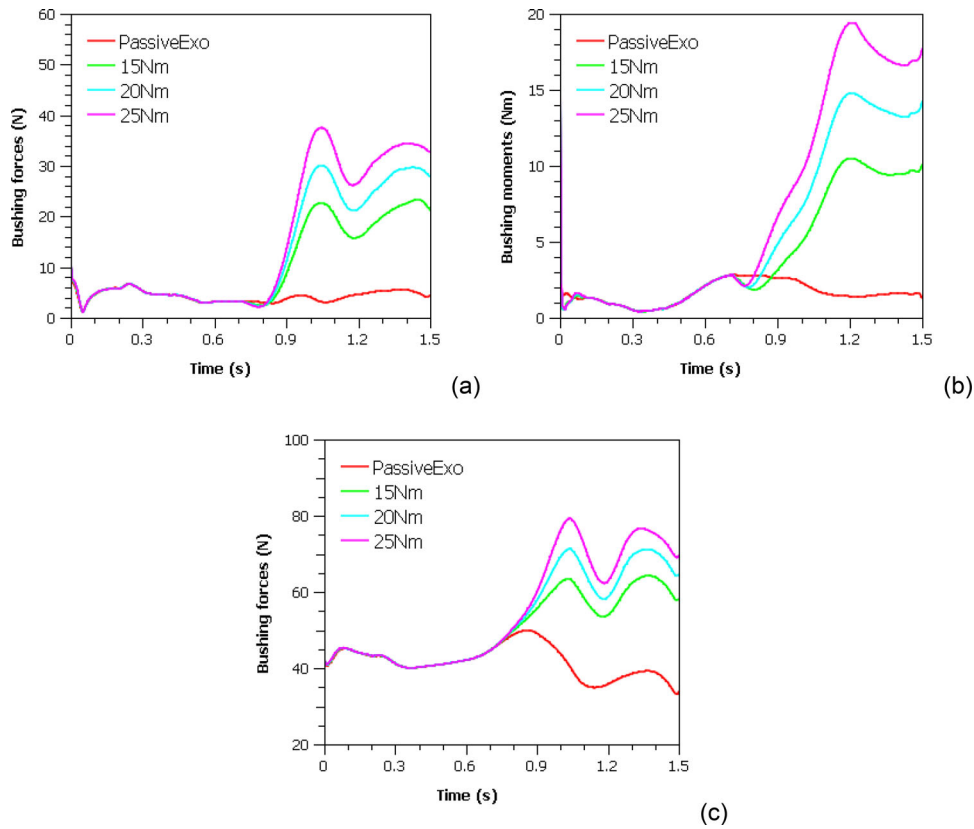 60
50
40
30
20
10
0
Bushing forces (N)
PassiveExo
15Nm
20Nm
25Nm
0 0.3 0.6 0.9 1.2 1.5
Time (s)
(a)
20
15
10
5
0
Bushing moments (Nm)
PassiveExo
15Nm
20Nm
25Nm
0 0.3 0.6 0.9 1.2 1.5
Time (s)
(b)
100
80
60
40
20
Bushing forces (N)
PassiveExo
15Nm
20Nm
25Nm
0 0.3 0.6 0.9 1.2 1.5
Time (s)
(c)